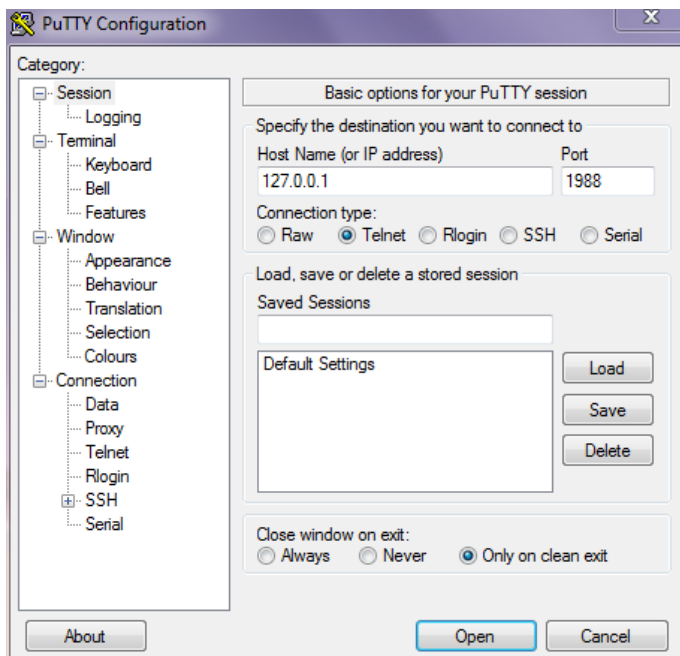 PuTTY Configuration
Category:
Session
Logging
Terminal
Keyboard
Bell
Features
Window
Appearance
Behaviour
Translation
Selection
Colours
Connection
Data
Proxy
Telnet
Rlogin
SSH
Serial
Basic options for your PuTTY session
Specify the destination you want to connect to
Host Name (or IP address) Port
127.0.0.1 1988
Connection type:
Raw Telnet Rlogin SSH Serial
Load, save or delete a stored session
Saved Sessions
Default Settings
Load
Save
Delete
Close window on exit:
Always Never Only on clean exit
About Open Cancel